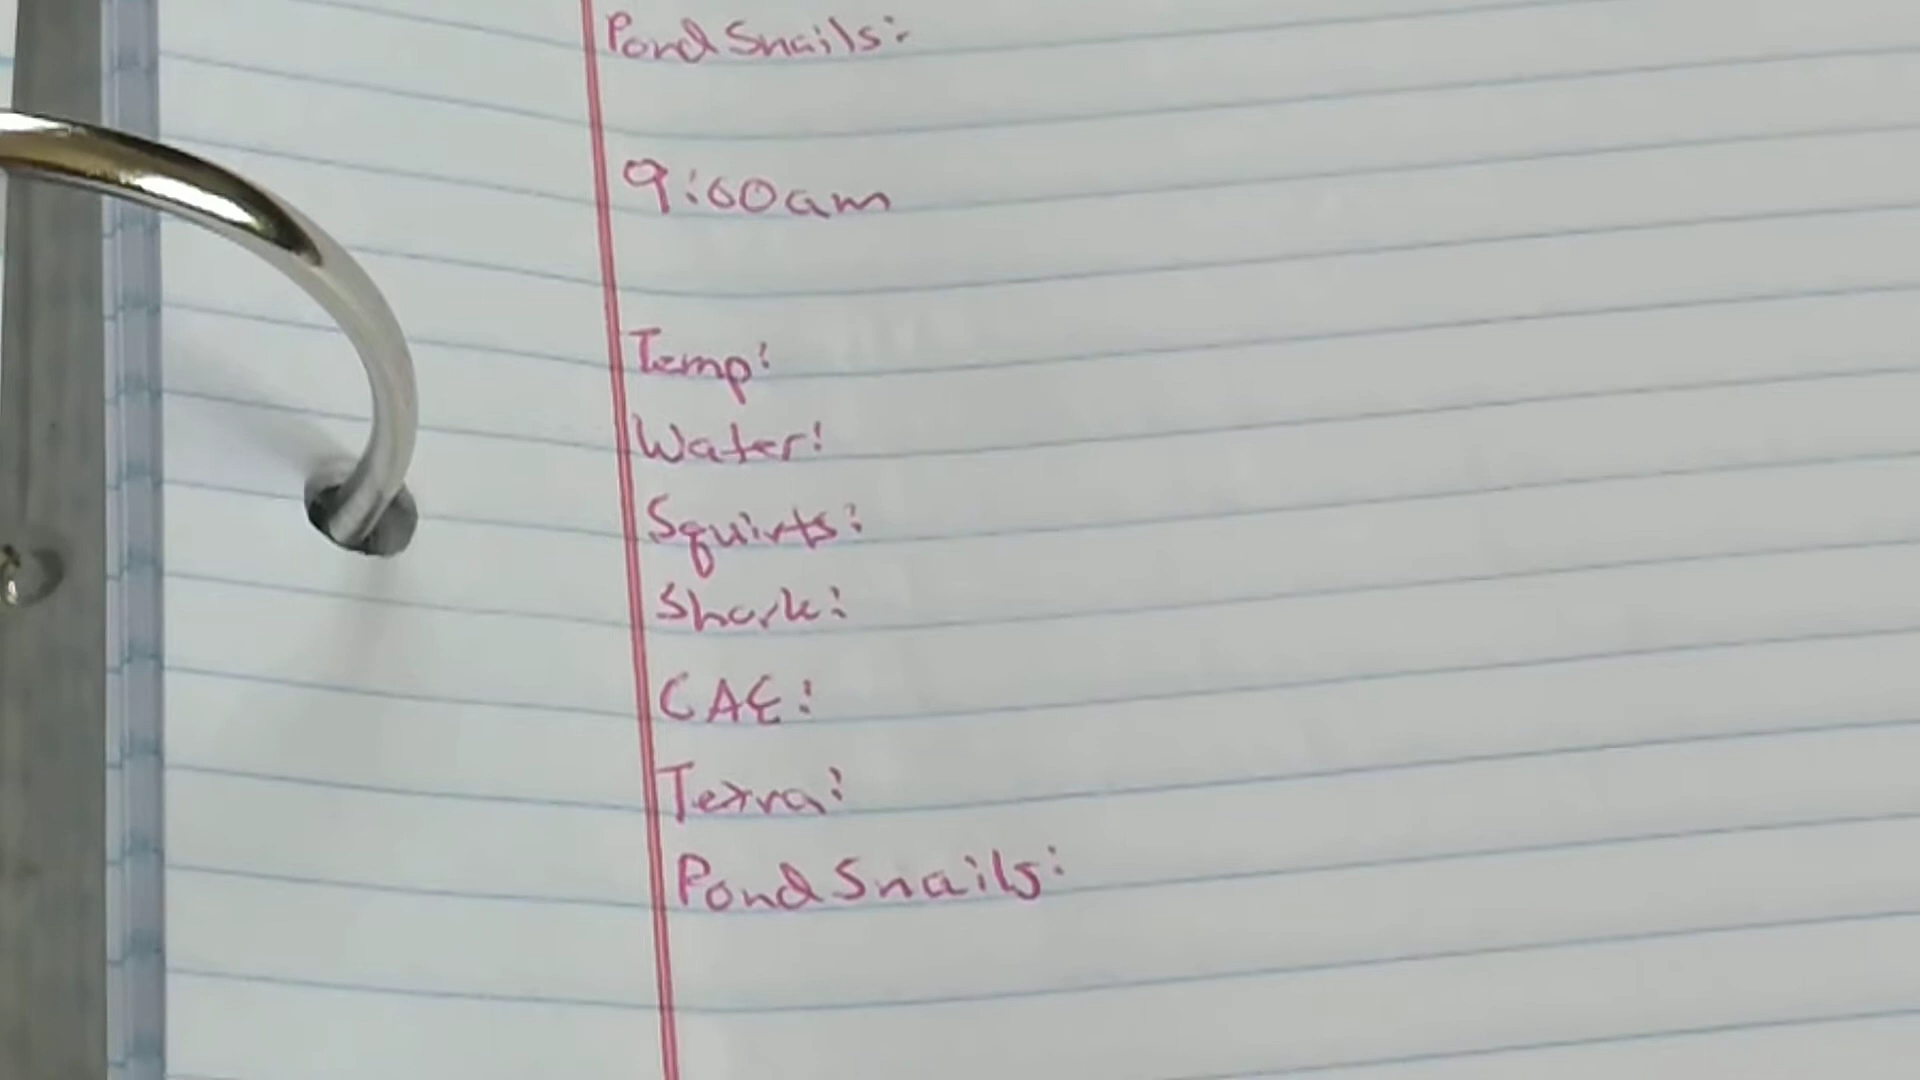 Pond Snails:
9:00am
Temp:
Water:
Squirts:
Shark:
CAE:
Tetra:
Pond Snails: